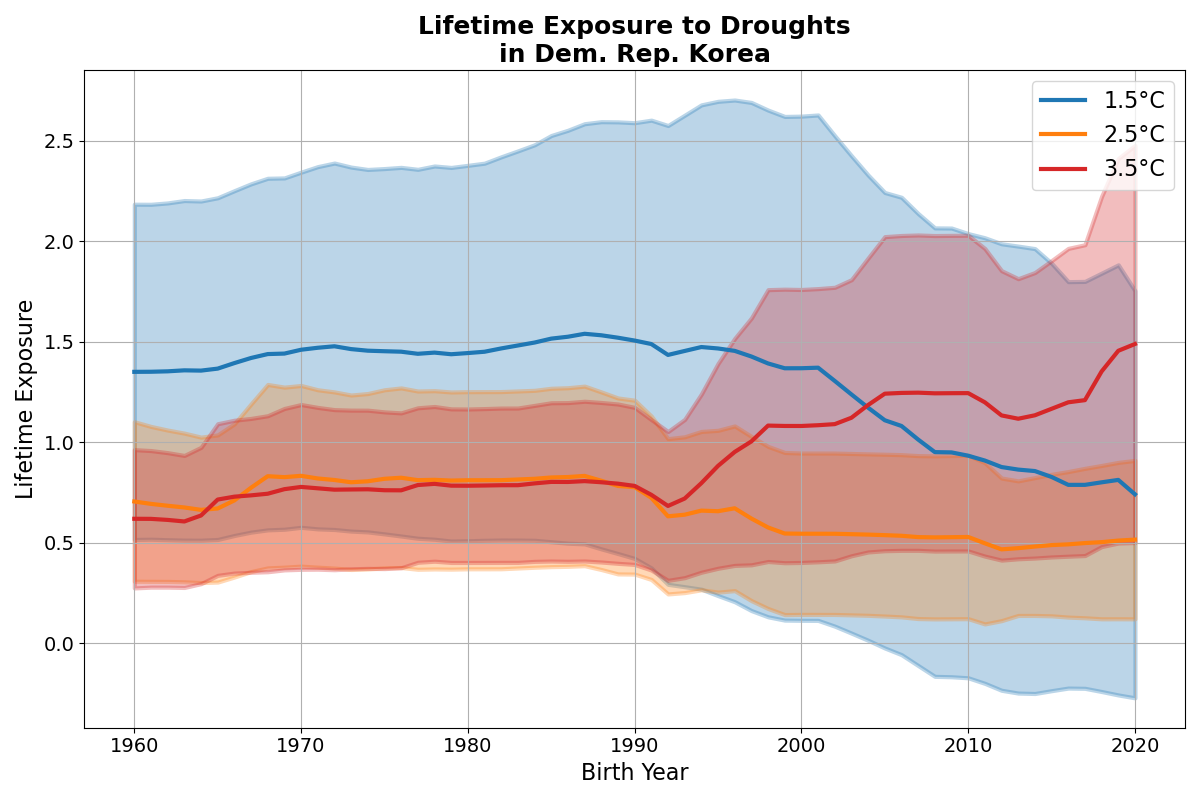 Lifetime Exposure to Droughts
in Dem. Rep. Korea
1.5°C
2.5°C
3.5°C
Lifetime Exposure
2.5
2.0
1.5
1.0
0.5
0.0
1960 1970 1980 1990 2000 2010 2020
Birth Year